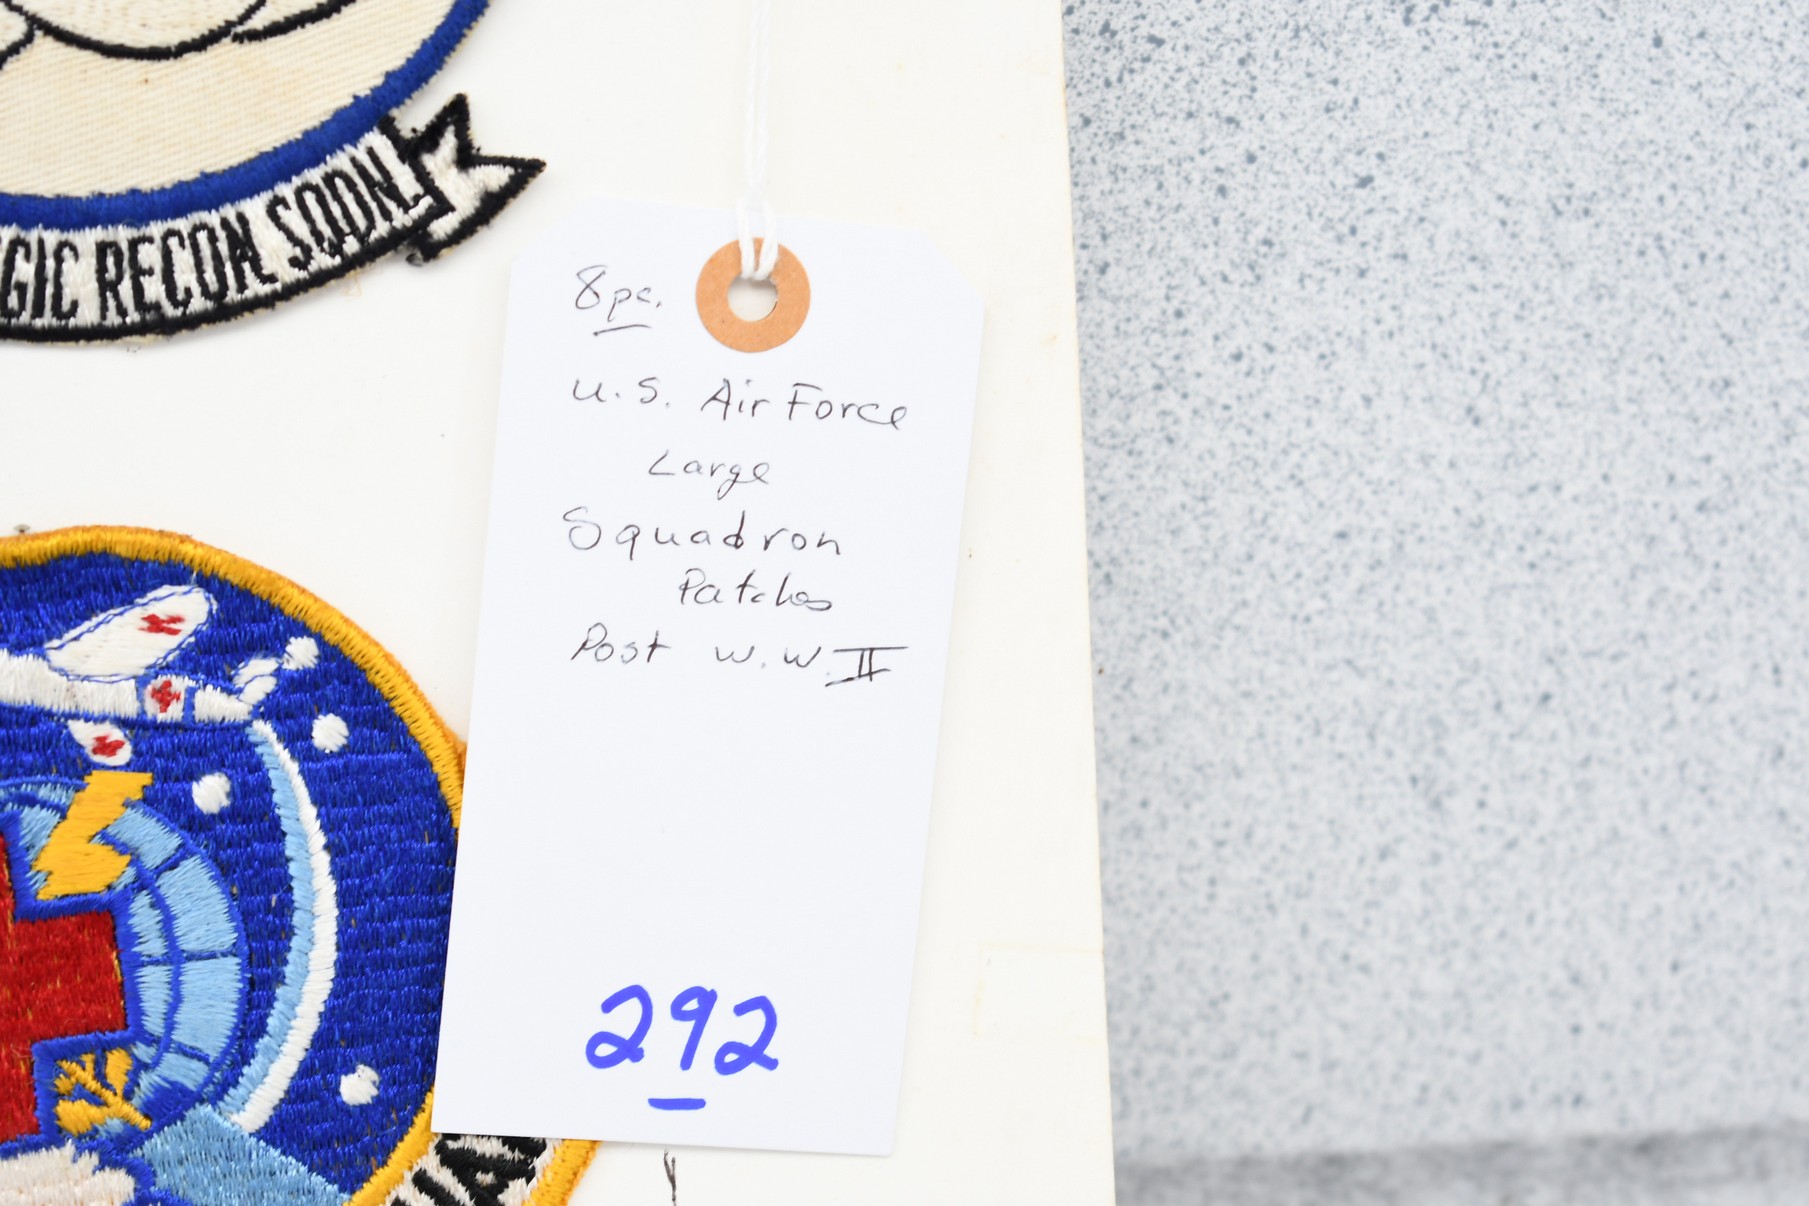 GIC RECON. SQDN.
8 pc.
U.S. Air Force
Large
Squadron
Patches
Post W.W. II
292